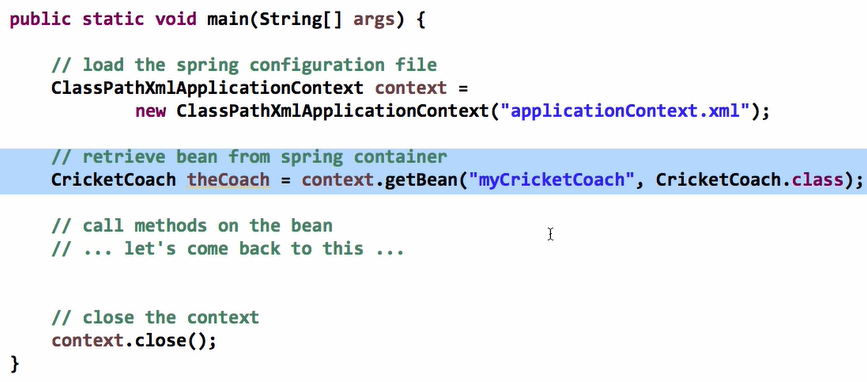 public static void main(String[] args) {
// load the spring configuration file
ClassPathXmlApplicationContext context =
new ClassPathXmlApplicationContext("applicationContext.xml");
// retrieve bean from spring container
CricketCoach theCoach = context.getBean("myCricketCoach", CricketCoach.class);
// call methods on the bean
// ... let's come back to this ...
// close the context
context.close();
}